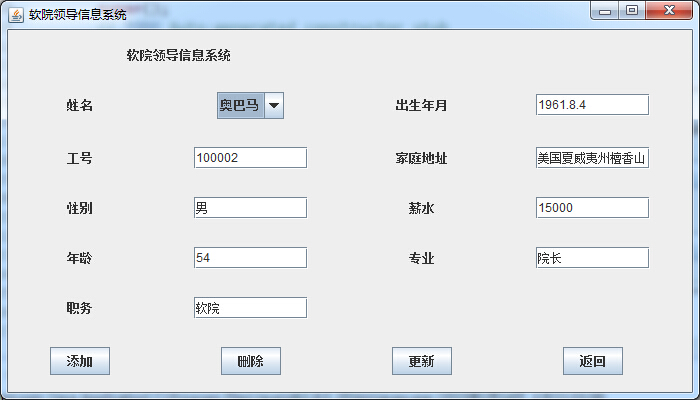 软院领导信息系统
软院领导信息系统
姓名 奥巴马 出生年月 1961.8.4
工号 100002 家庭地址 美国夏威夷州檀香山
性别 男 薪水 15000
年龄 54 专业 院长
职务 软院
添加 删除 更新 返回